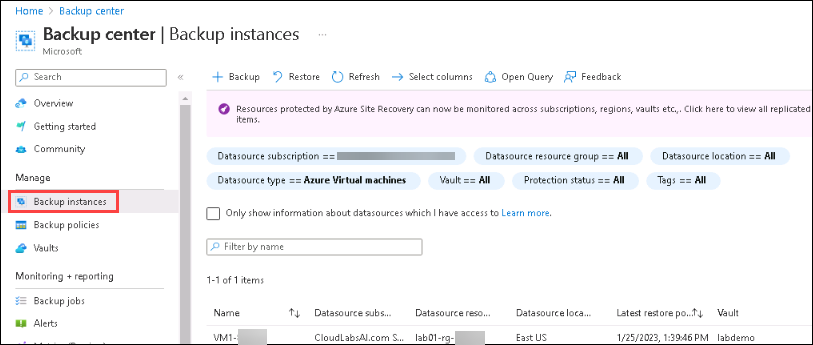 Home > Backup center >
Backup center | Backup instances ...
Microsoft
Search
«
+ Backup Restore Refresh Select columns Open Query Feedback
Overview
Getting started
Community
Manage
Backup instances
Backup policies
Vaults
Monitoring + reporting
Backup jobs
Alerts
Resources protected by Azure Site Recovery can now be monitored across subscriptions, regions, vaults etc.,. Click here to view all replicated
items.
Datasource subscription == Datasource resource group == All Datasource location == All
Datasource type == Azure Virtual machines Vault == All Protection status == All Tags == All
Only show information about datasources which I have access to Learn more.
Filter by name
1-1 of 1 items
Name ↑↓ Datasource subs... Datasource reso... Datasource loca... Latest restore po...↑↓ Vault
VM1- CloudLabsAI.com S... lab01-rg- East US 1/25/2023, 1:39:46 PM labdemo